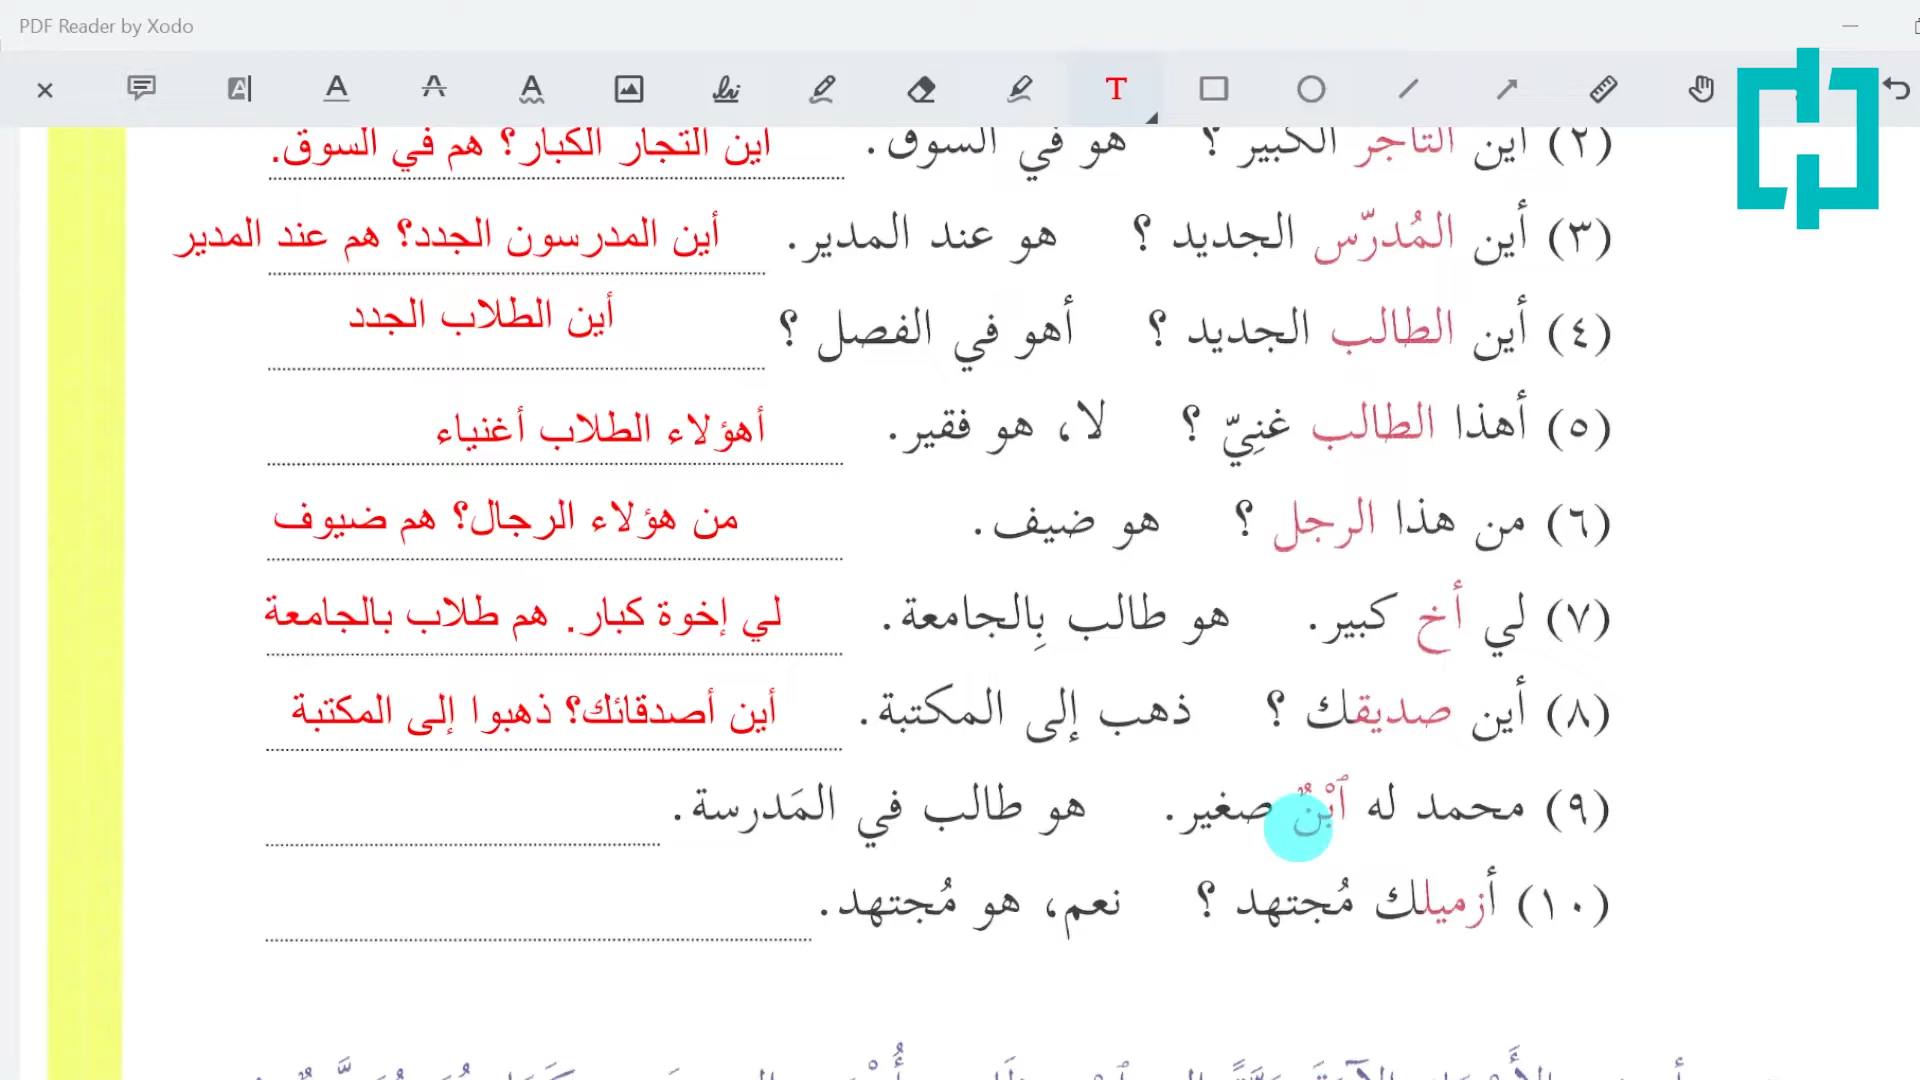 PDF Reader by Xodo
(٢) أين التاجر الكبير ؟ هو في السوق. اين التجار الكبار؟ هم في السوق.
(٣) أين المُدرّس الجديد ؟ هو عند المدير. أين المدرسون الجدد؟ هم عند المدير
(٤) أين الطالب الجديد ؟ أهو في الفصل ؟ أين الطلاب الجدد
(٥) أهذا الطالب غنِيّ ؟ لا، هو فقير. أهؤلاء الطلاب أغنياء
(٦) من هذا الرجل ؟ هو ضيف. من هؤلاء الرجال؟ هم ضيوف
(٧) لي أخ كبير. هو طالب بِالجامعة. لي إخوة كبار. هم طلاب بالجامعة
(٨) أين صديقك ؟ ذهب إلى المكتبة. أين أصدقائك؟ ذهبوا إلى المكتبة
(٩) محمد له ٱبْنٌ صغير. هو طالب في المَدرسة.
(١٠) أزميلك مُجتهد ؟ نعم، هو مُجتهد.